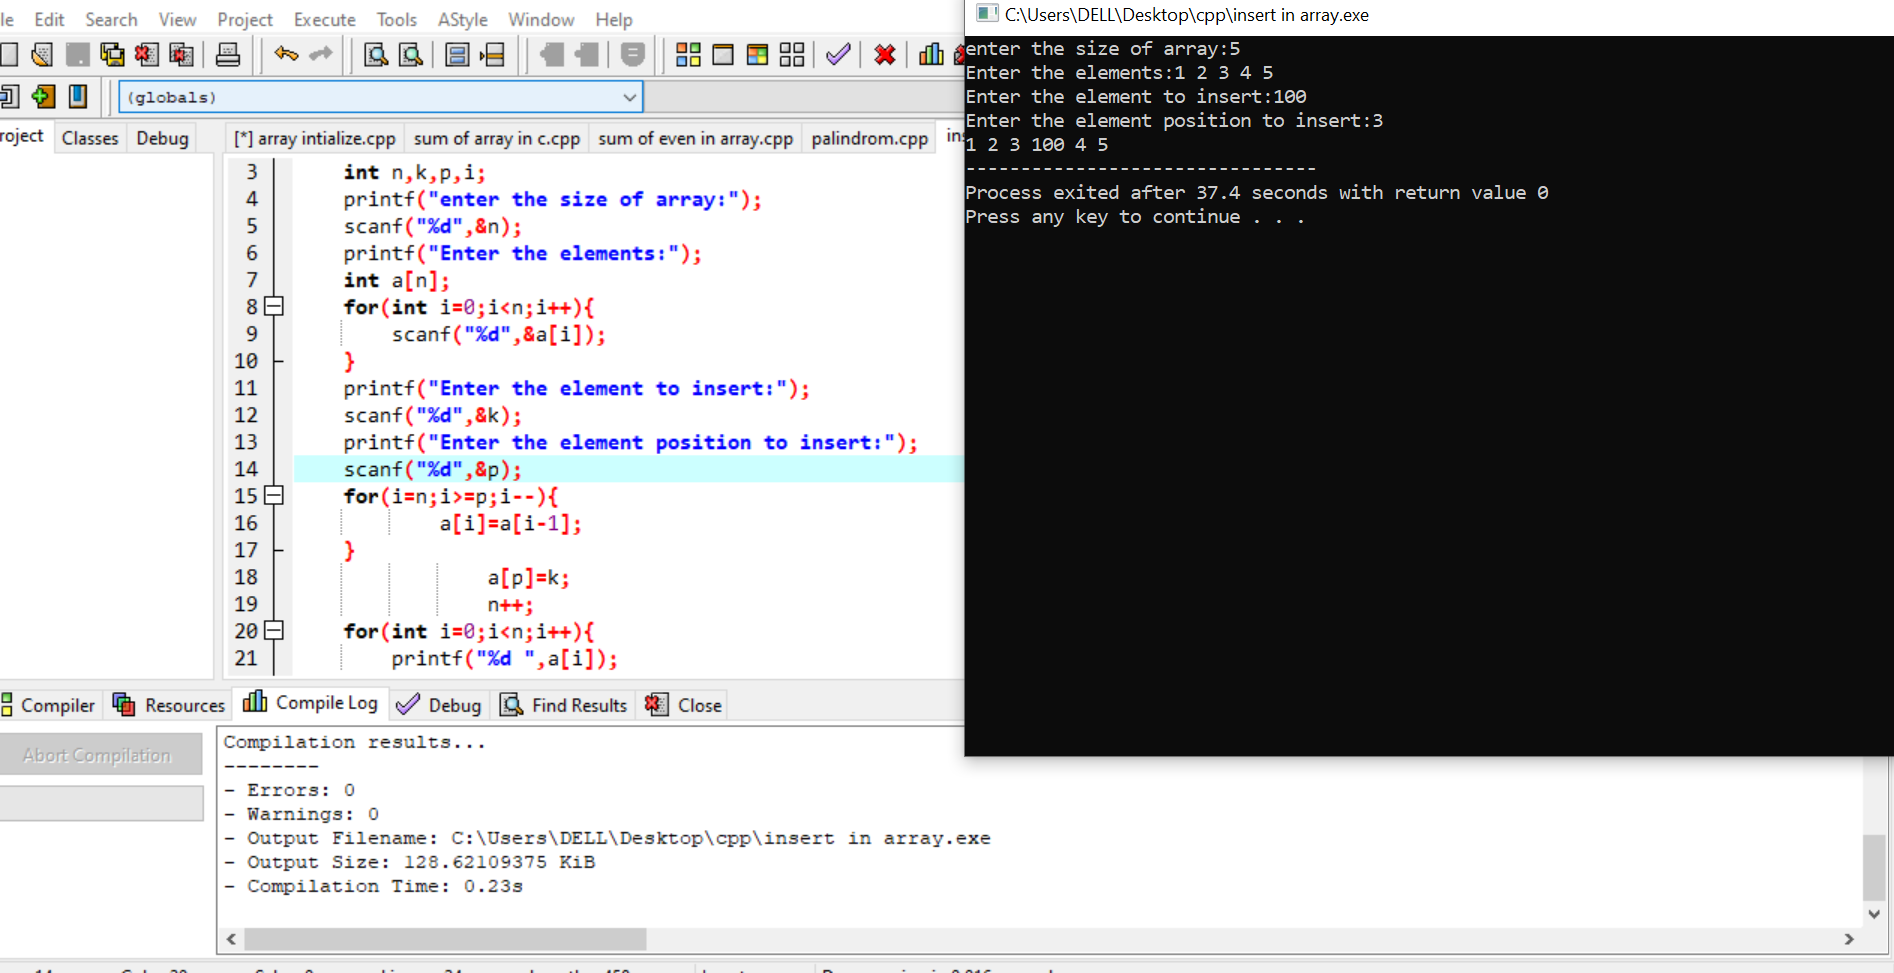 le Edit Search View Project Execute Tools AStyle Window Help
(globals)
roject Classes Debug
[*] array intialize.cpp sum of array in c.cpp sum of even in array.cpp palindrom.cpp ins
3 int n,k,p,i;
4 printf("enter the size of array:");
5 scanf("%d",&n);
6 printf("Enter the elements:");
7 int a[n];
8 for(int i=0;i<n;i++){
9 scanf("%d",&a[i]);
10 }
11 printf("Enter the element to insert:");
12 scanf("%d",&k);
13 printf("Enter the element position to insert:");
14 scanf("%d",&p);
15 for(i=n;i>=p;i--){
16 a[i]=a[i-1];
17 }
18 a[p]=k;
19 n++;
20 for(int i=0;i<n;i++){
21 printf("%d ",a[i]);
C:\Users\DELL\Desktop\cpp\insert in array.exe
enter the size of array:5
Enter the elements:1 2 3 4 5
Enter the element to insert:100
Enter the element position to insert:3
1 2 3 100 4 5
--------------------------------
Process exited after 37.4 seconds with return value 0
Press any key to continue . . .
Compiler Resources Compile Log Debug Find Results Close
Abort Compilation
Compilation results...
--------
- Errors: 0
- Warnings: 0
- Output Filename: C:\Users\DELL\Desktop\cpp\insert in array.exe
- Output Size: 128.62109375 KiB
- Compilation Time: 0.23s